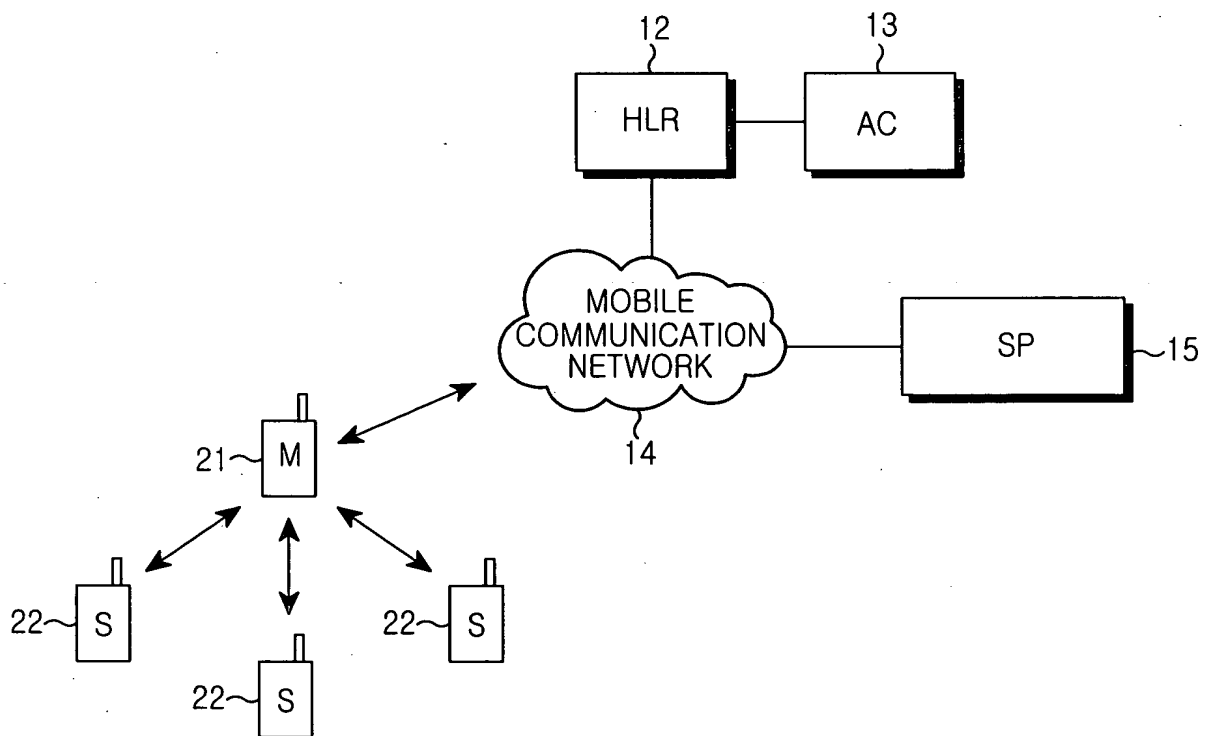 12
13
HLR
AC
MOBILE
COMMUNICATION
NETWORK
SP
15
14
21
M
22
S
22
S
22
S